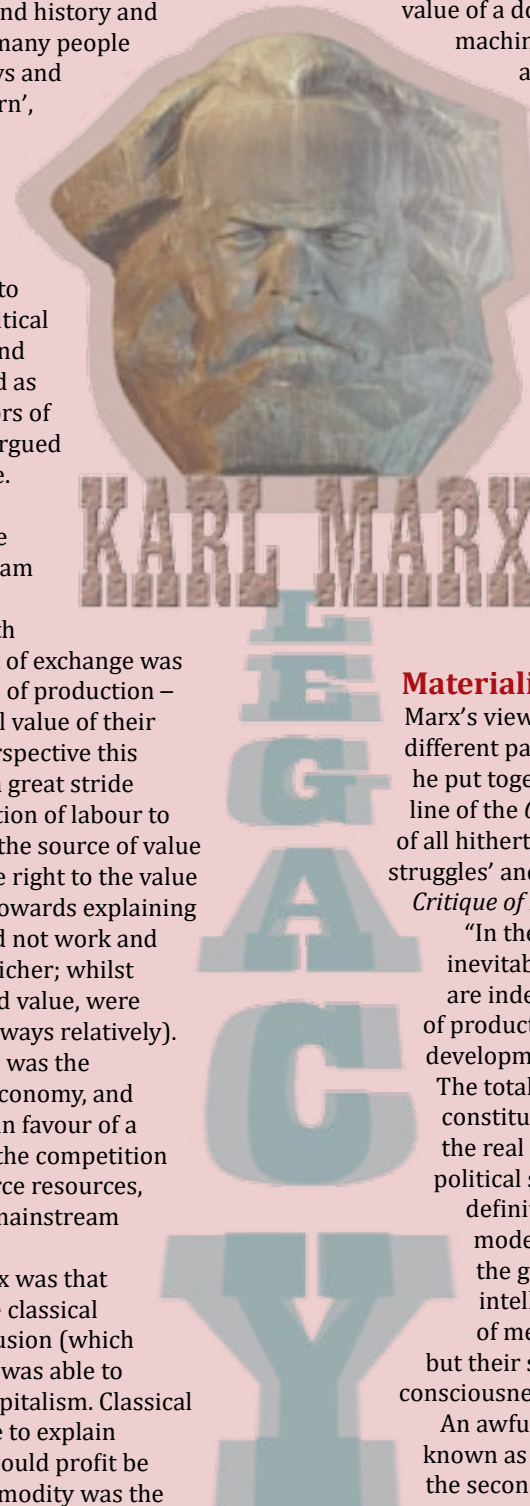 nd history and
many people
s and
rn’,
to
itical
nd
d as
rs of
rgued
e.
e
am
th
of exchange was
of production –
l value of their
rspective this
great stride
tion of labour to
the source of value
e right to the value
owards explaining
d not work and
icher; whilst
d value, were
ways relatively).
was the
conomy, and
n favour of a
the competition
rce resources,
mainstream
x was that
e classical
usion (which
was able to
pitalism. Classical
e to explain
ould profit be
modity was the
KARL MARX
LEGACY
value of a do
machin
a
Materiali
Marx’s view
different pa
he put toge
line of the
of all hithert
struggles’ and
Critique of
“In the
inevitab
are inde
of product
developm
The total
constitu
the real
political s
definit
mode
the g
intell
of me
but their s
consciousne
An awfu
known as
the secon